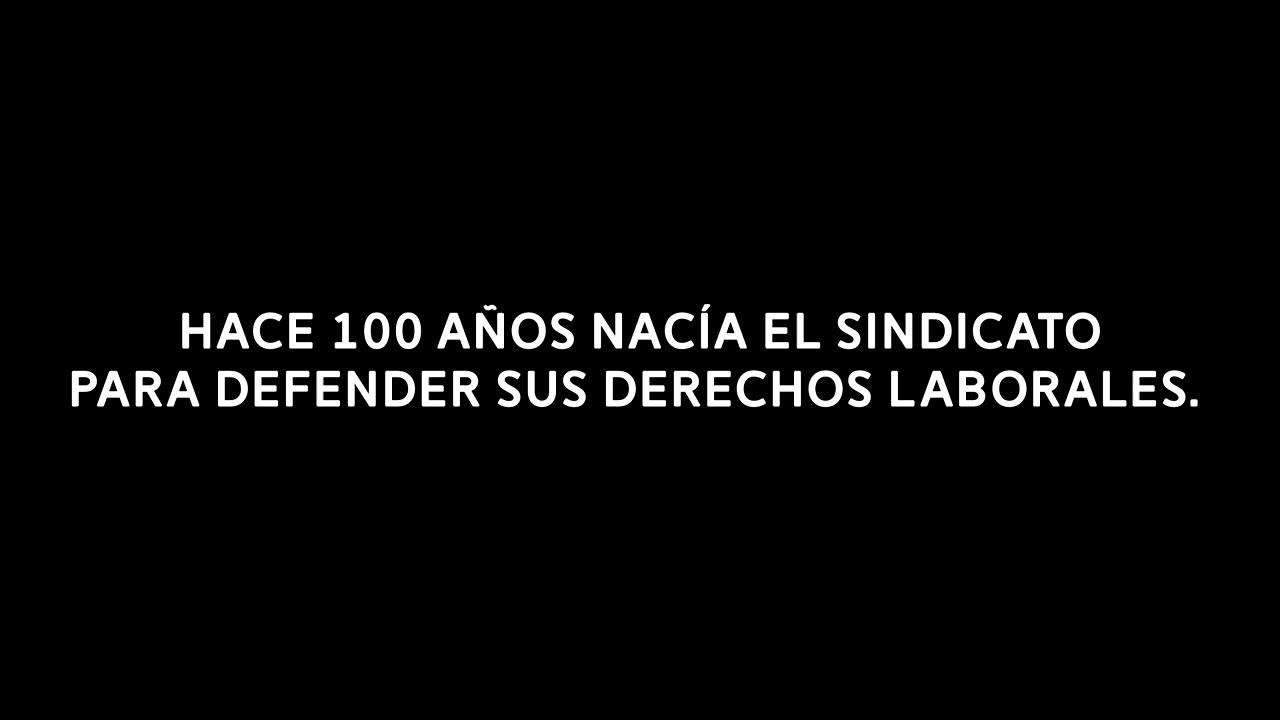 HACE 100 AÑOS NACÍA EL SINDICATO
PARA DEFENDER SUS DERECHOS LABORALES.